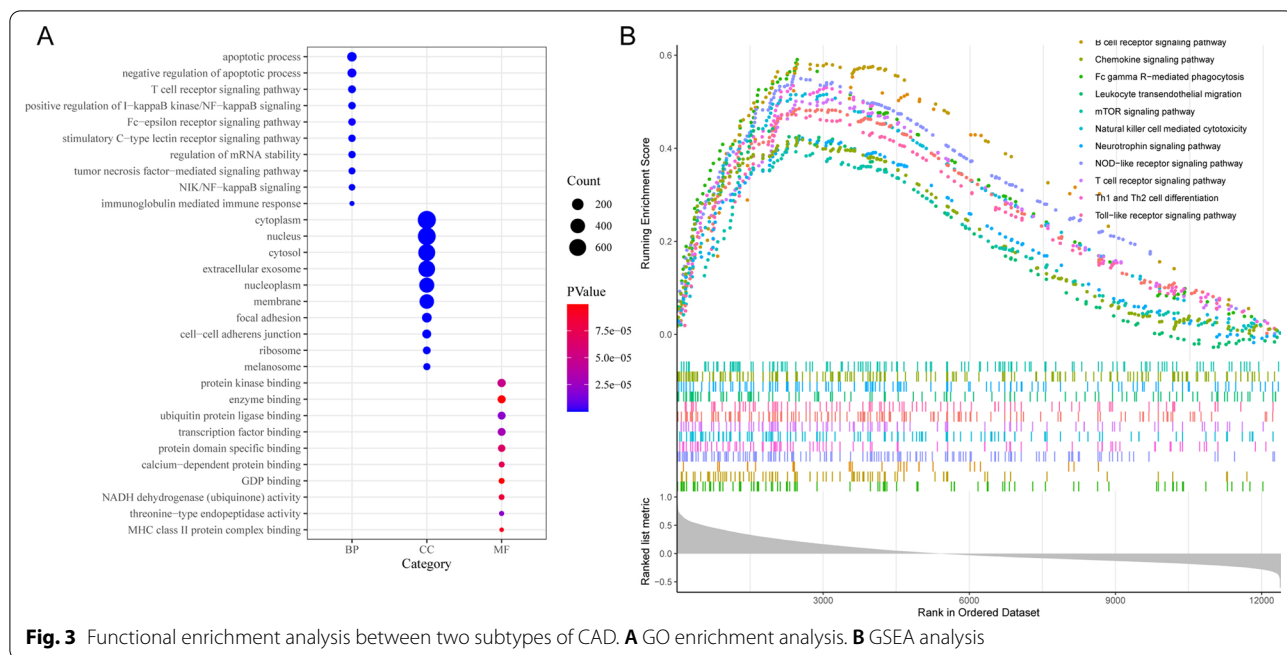 A
apoptotic process
negative regulation of apoptotic process
T cell receptor signaling pathway
positive regulation of I−kappaB kinase/NF−kappaB signaling
Fc−epsilon receptor signaling pathway
stimulatory C−type lectin receptor signaling pathway
regulation of mRNA stability
tumor necrosis factor−mediated signaling pathway
NIK/NF−kappaB signaling
immunoglobulin mediated immune response
cytoplasm
nucleus
cytosol
extracellular exosome
nucleoplasm
membrane
focal adhesion
cell−cell adherens junction
ribosome
melanosome
protein kinase binding
enzyme binding
ubiquitin protein ligase binding
transcription factor binding
protein domain specific binding
calcium−dependent protein binding
GDP binding
NADH dehydrogenase (ubiquinone) activity
threonine−type endopeptidase activity
MHC class II protein complex binding
BP
CC
MF
Category
Count
200
400
600
PValue
7.5e−05
5.0e−05
2.5e−05
B
Running Enrichment Score
0.6
0.4
0.2
0.0
B cell receptor signaling pathway
Chemokine signaling pathway
Fc gamma R−mediated phagocytosis
Leukocyte transendothelial migration
mTOR signaling pathway
Natural killer cell mediated cytotoxicity
Neurotrophin signaling pathway
NOD−like receptor signaling pathway
T cell receptor signaling pathway
Th1 and Th2 cell differentiation
Toll−like receptor signaling pathway
Ranked list metric
1.0
0.5
0.0
−0.5
3000
6000
9000
12000
Rank in Ordered Dataset
Fig. 3 Functional enrichment analysis between two subtypes of CAD. A GO enrichment analysis. B GSEA analysis